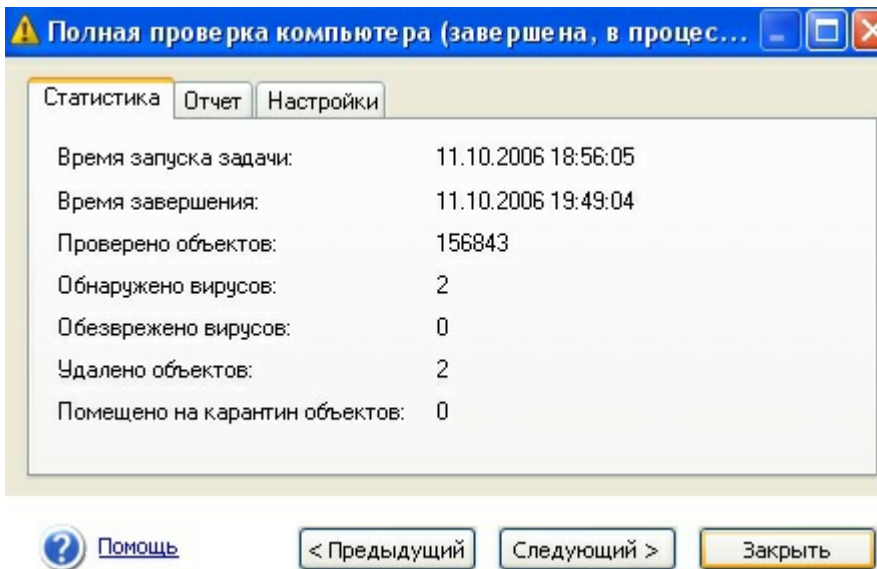 Полная проверка компьютера (завершена, в процес...
Статистика Отчет Настройки
Время запуска задачи: 11.10.2006 18:56:05
Время завершения: 11.10.2006 19:49:04
Проверено объектов: 156843
Обнаружено вирусов: 2
Обезврежено вирусов: 0
Удалено объектов: 2
Помещено на карантин объектов: 0
Помощь < Предыдущий Следующий > Закрыть